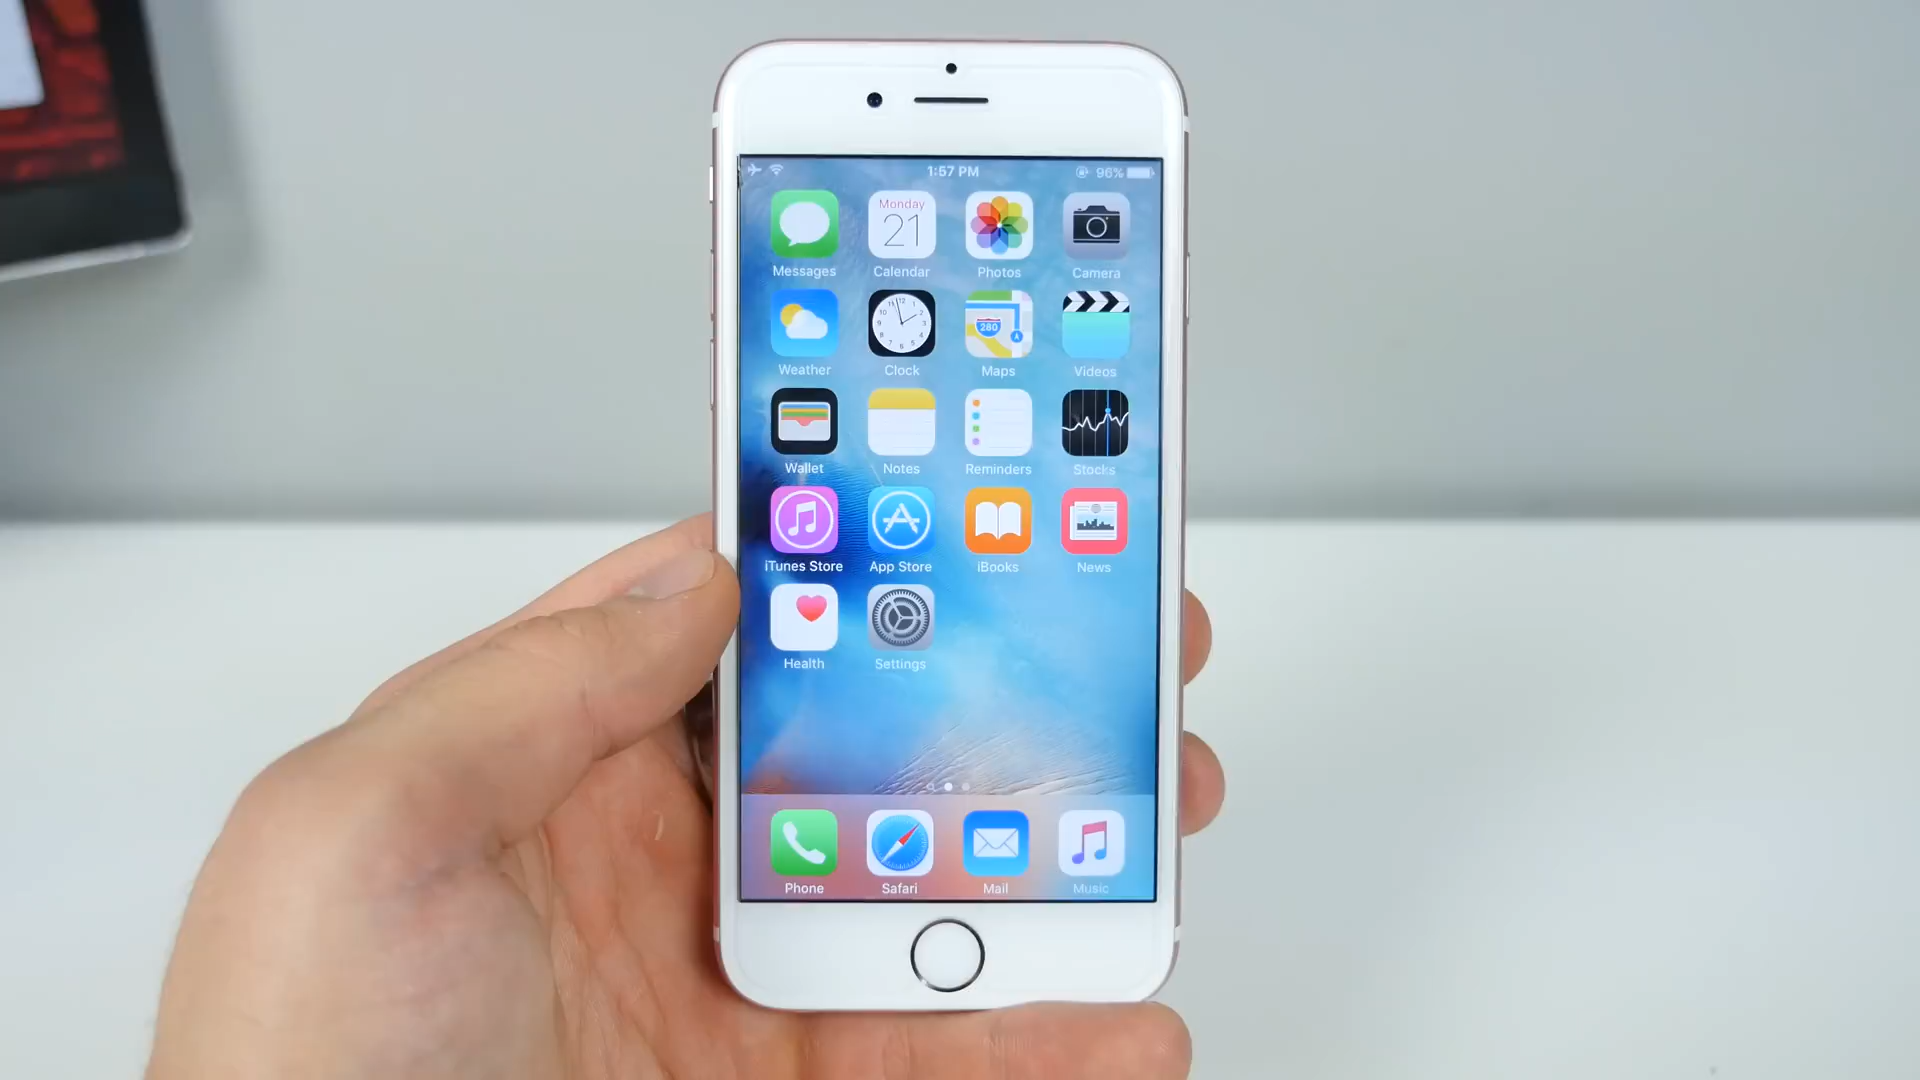 1:57 PM 96%
Monday
21
Messages Calendar Photos Camera
280
Weather Clock Maps Videos
Wallet Notes Reminders Stocks
iTunes Store App Store iBooks News
Health Settings
Phone Safari Mail Music